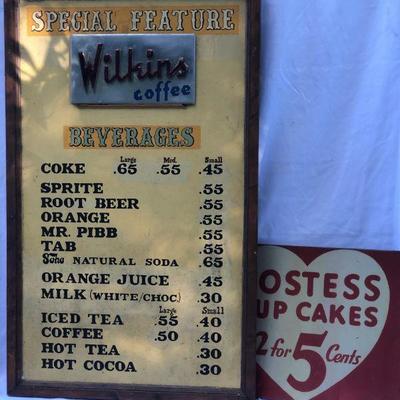 SPECIAL FEATURE
Wilkins
coffee
BEVERAGES
Large Med. Small
COKE .65 .55 .45
SPRITE .55
ROOT BEER .55
ORANGE .55
MR. PIBB .55
TAB .55
NATURAL SODA .65
ORANGE JUICE .45
MILK (WHITE/CHOC.) .30
Large Small
ICED TEA .55 .40
COFFEE .50 .40
HOT TEA .30
HOT COCOA .30
OSTESS
UP CAKES
2 for 5 Cents